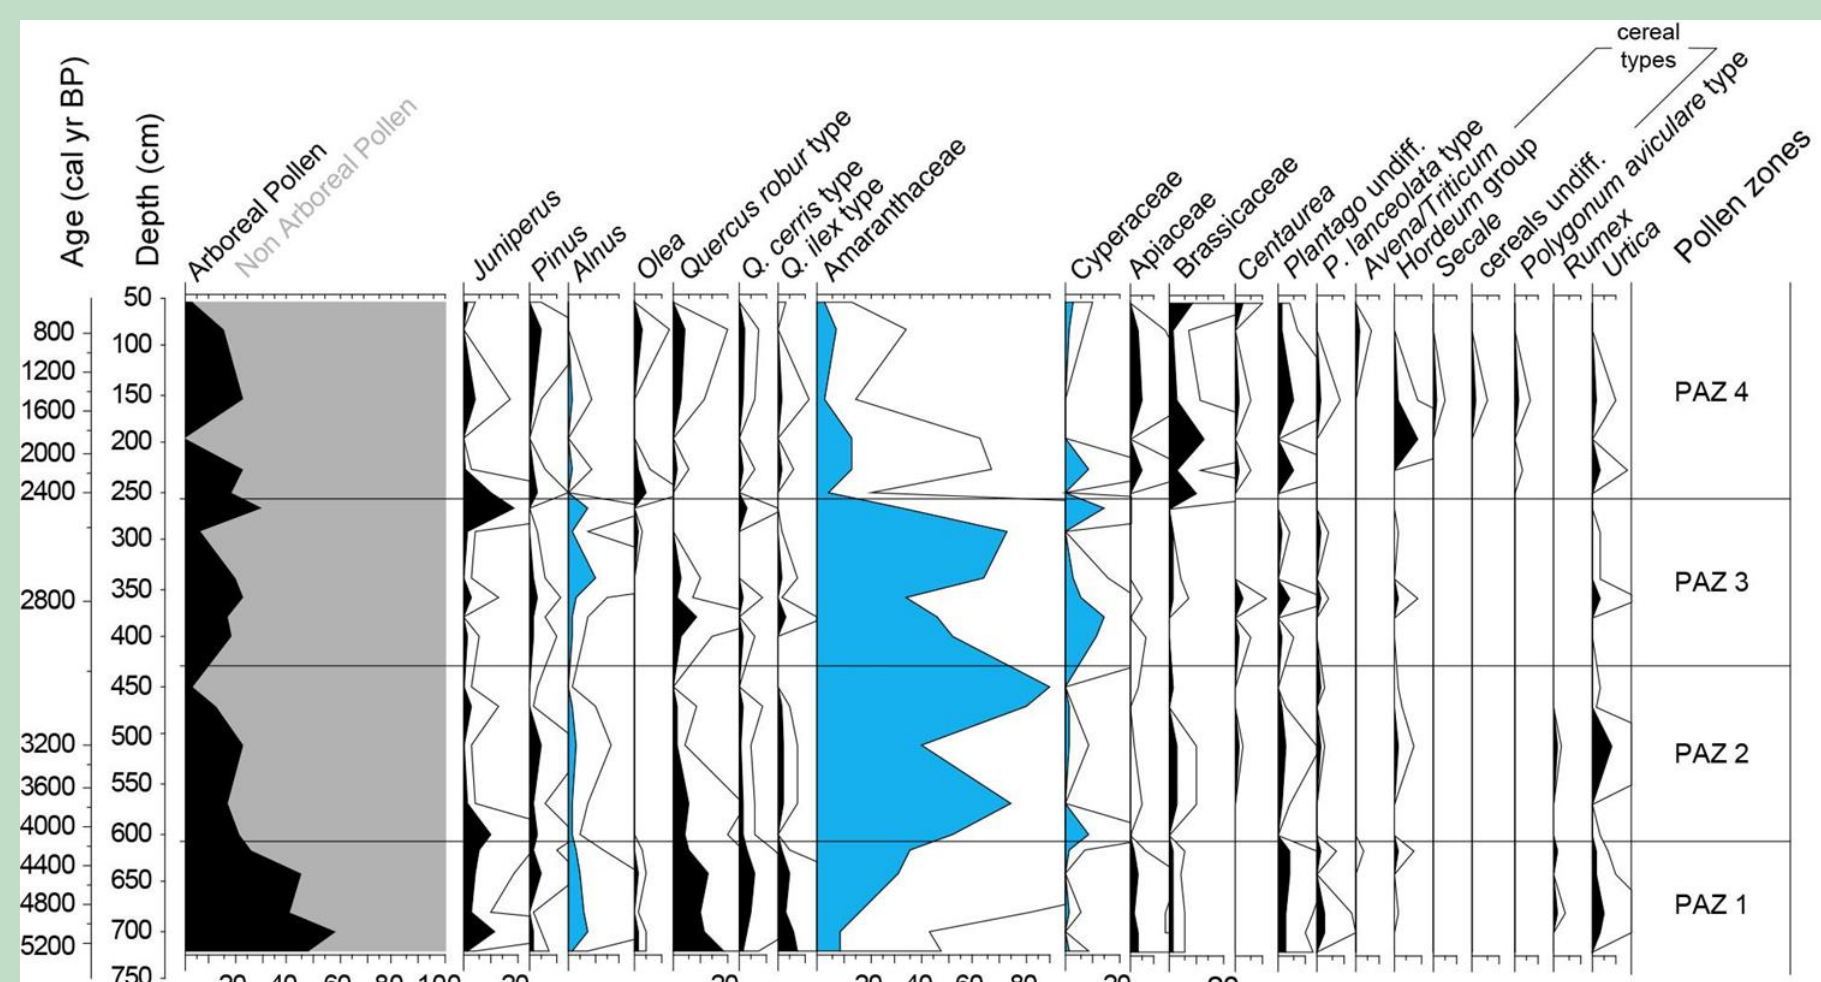 cereal
types
Age (cal yr BP)
Depth (cm)
Arboreal Pollen
Non Arboreal Pollen
Juniperus
Pinus
Alnus
Olea
Quercus robur type
Q. cerris type
Q. ilex type
Amaranthaceae
Cyperaceae
Apiaceae
Brassicaceae
Centaurea
Plantago undiff.
P. lanceolata type
Avena/Triticum
Hordeum group
Secale
cereals undiff.
Polygonum aviculare type
Rumex
Urtica
Pollen zones
50
800
100
1200
150
1600
200
2000
2400
250
300
350
2800
400
450
500
3200
550
3600
4000
600
4400
650
4800
700
5200
750
PAZ 4
PAZ 3
PAZ 2
PAZ 1
20 40 60 80 100 20 20 20 40 60 80 20 20